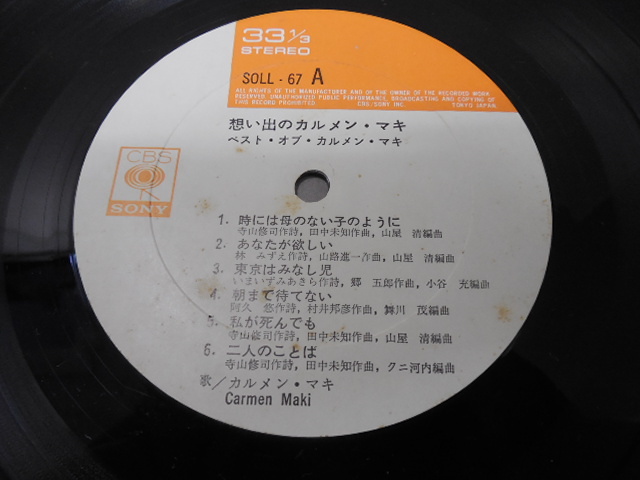 33 1/3
STEREO
SOLL - 67 A
ALL RIGHTS OF THE MANUFACTURER AND OF THE OWNER OF THE RECORDED WORK
RESERVED. UNAUTHORIZED PUBLIC PERFORMANCE, BROADCASTING AND COPYING OF
THIS RECORD PROHIBITED. CBS/SONY INC. TOKYO JAPAN.
想い出のカルメン・マキ
ベスト・オブ・カルメン・マキ
CBS
SONY
1. 時には母のない子のように
寺山修司作詩, 田中未知作曲, 山屋 清編曲
2. あなたが欲しい
林 みずえ作詩, 山路進一作曲, 山屋 清編曲
3. 東京はみなし児
いまいずみあきら作詩, 郷 五郎作曲, 小谷 充編曲
4. 朝まで待てない
阿久 悠作詩, 村井邦彦作曲, 舞川 茂編曲
5. 私が死んでも
寺山修司作詩, 田中未知作曲, 山屋 清編曲
6. 二人のことば
寺山修司作詩, 田中未知作曲, クニ河内編曲
歌/カルメン・マキ
Carmen Maki